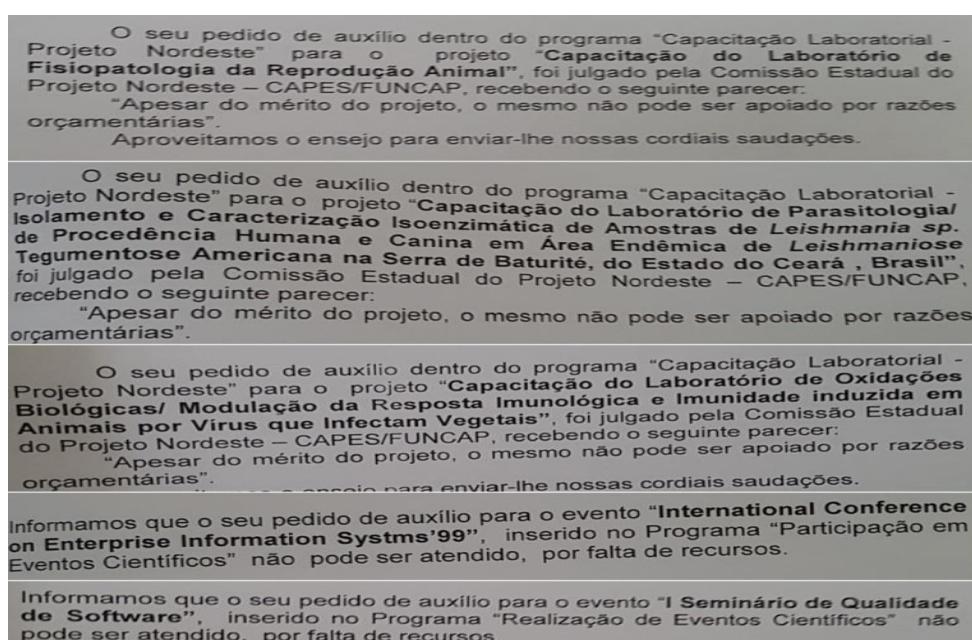 O seu pedido de auxílio dentro do programa “Capacitação Laboratorial -
Projeto Nordeste” para o projeto “Capacitação do Laboratório de
Fisiopatologia da Reprodução Animal”, foi julgado pela Comissão Estadual do
Projeto Nordeste – CAPES/FUNCAP, recebendo o seguinte parecer:
“Apesar do mérito do projeto, o mesmo não pode ser apoiado por razões
orçamentárias”.
Aproveitamos o ensejo para enviar-lhe nossas cordiais saudações.
O seu pedido de auxílio dentro do programa “Capacitação Laboratorial -
Projeto Nordeste” para o projeto “Capacitação do Laboratório de Parasitologia/
Isolamento e Caracterização Isoenzimática de Amostras de Leishmania sp.
de Procedência Humana e Canina em Área Endêmica de Leishmaniose
Tegumentose Americana na Serra de Baturité, do Estado do Ceará , Brasil”,
foi julgado pela Comissão Estadual do Projeto Nordeste – CAPES/FUNCAP,
recebendo o seguinte parecer:
“Apesar do mérito do projeto, o mesmo não pode ser apoiado por razões
orçamentárias”.
O seu pedido de auxílio dentro do programa “Capacitação Laboratorial -
Projeto Nordeste” para o projeto “Capacitação do Laboratório de Oxidações
Biológicas/ Modulação da Resposta Imunológica e Imunidade induzida em
Animais por Vírus que Infectam Vegetais”, foi julgado pela Comissão Estadual
do Projeto Nordeste – CAPES/FUNCAP, recebendo o seguinte parecer:
“Apesar do mérito do projeto, o mesmo não pode ser apoiado por razões
orçamentárias”.
ensejo para enviar-lhe nossas cordiais saudações.
Informamos que o seu pedido de auxílio para o evento “International Conference
on Enterprise Information Systms’99”, inserido no Programa “Participação em
Eventos Científicos” não pode ser atendido, por falta de recursos.
Informamos que o seu pedido de auxílio para o evento “I Seminário de Qualidade
de Software”, inserido no Programa “Realização de Eventos Científicos” não
pode ser atendido, por falta de recursos